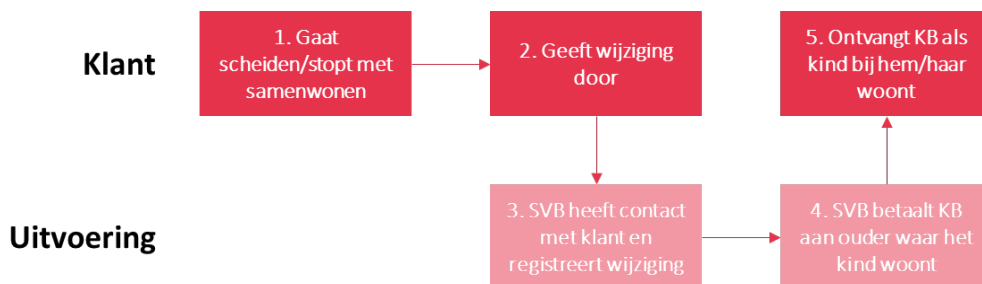 Klant
1. Gaat
scheiden/stopt met
samenwonen
2. Geeft wijziging
door
5. Ontvangt KB als
kind bij hem/haar
woont
Uitvoering
3. SVB heeft contact
met klant en
registreert wijziging
4. SVB betaalt KB
aan ouder waar het
kind woont